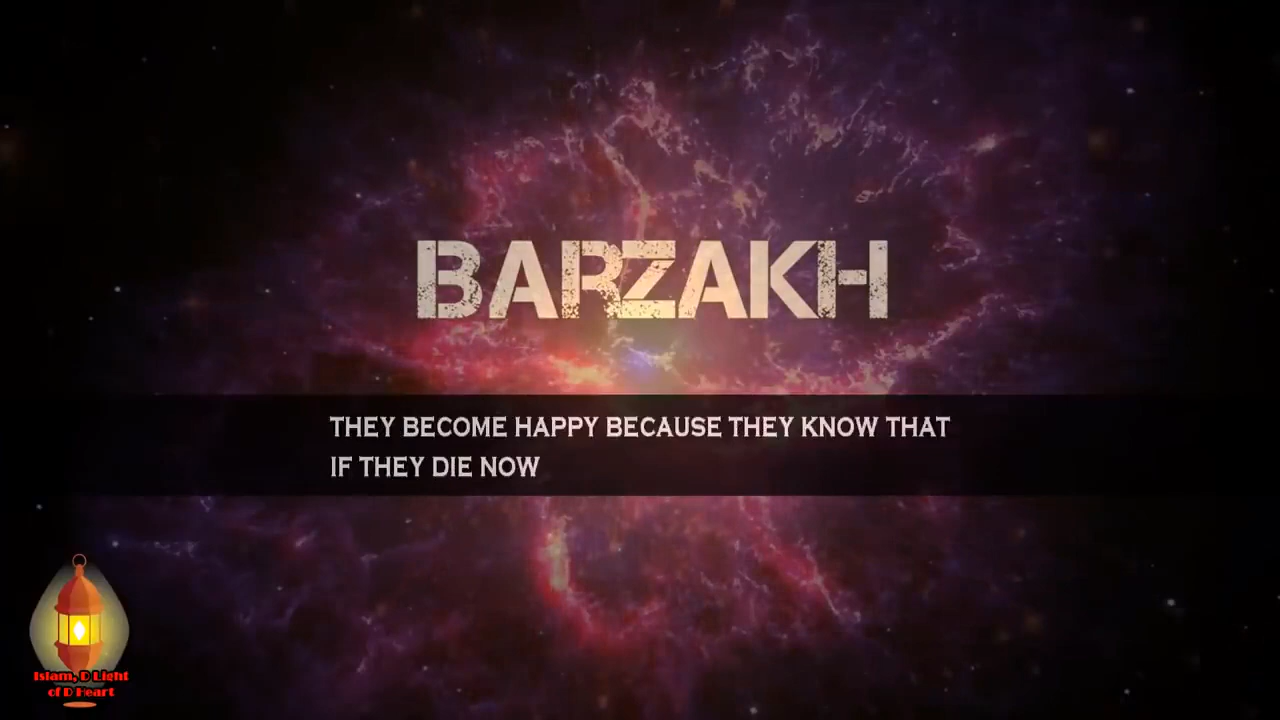 BARZAKH
THEY BECOME HAPPY BECAUSE THEY KNOW THAT
IF THEY DIE NOW
Islam, D Light
of D Heart